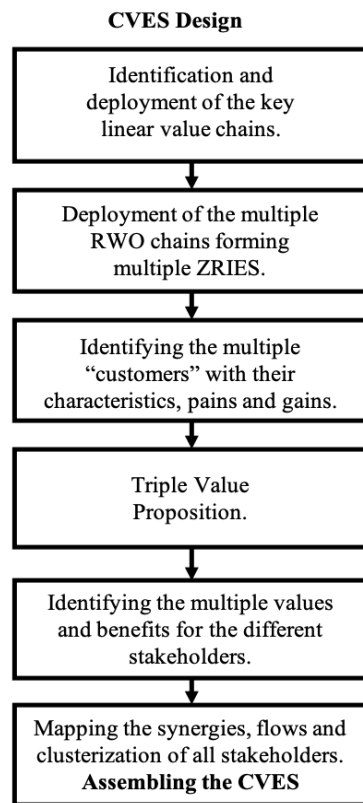 CVES Design
Identification and
deployment of the key
linear value chains.
Deployment of the multiple
RWO chains forming
multiple ZRIES.
Identifying the multiple
“customers” with their
characteristics, pains and gains.
Triple Value
Proposition.
Identifying the multiple values
and benefits for the different
stakeholders.
Mapping the synergies, flows and
clusterization of all stakeholders.
Assembling the CVES